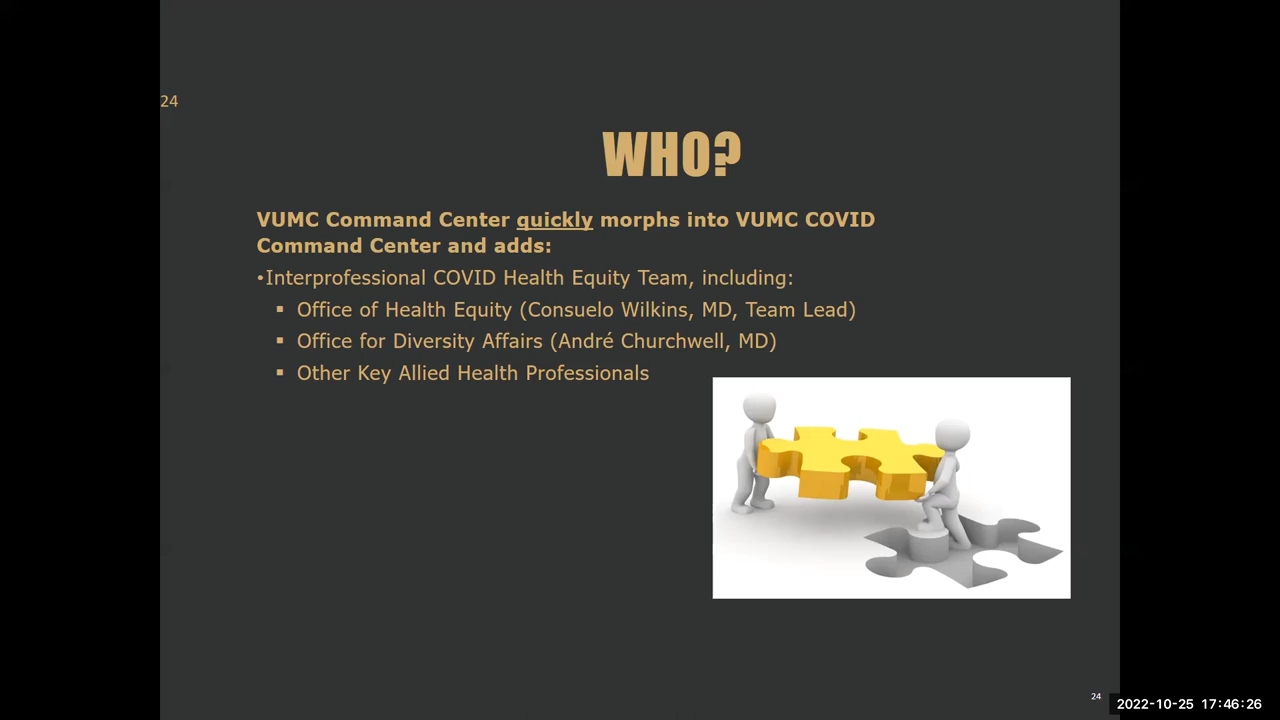 24
WHO?
VUMC Command Center quickly morphs into VUMC COVID
Command Center and adds:
•Interprofessional COVID Health Equity Team, including:
▪ Office of Health Equity (Consuelo Wilkins, MD, Team Lead)
▪ Office for Diversity Affairs (André Churchwell, MD)
▪ Other Key Allied Health Professionals
24
2022-10-25 17:46:26